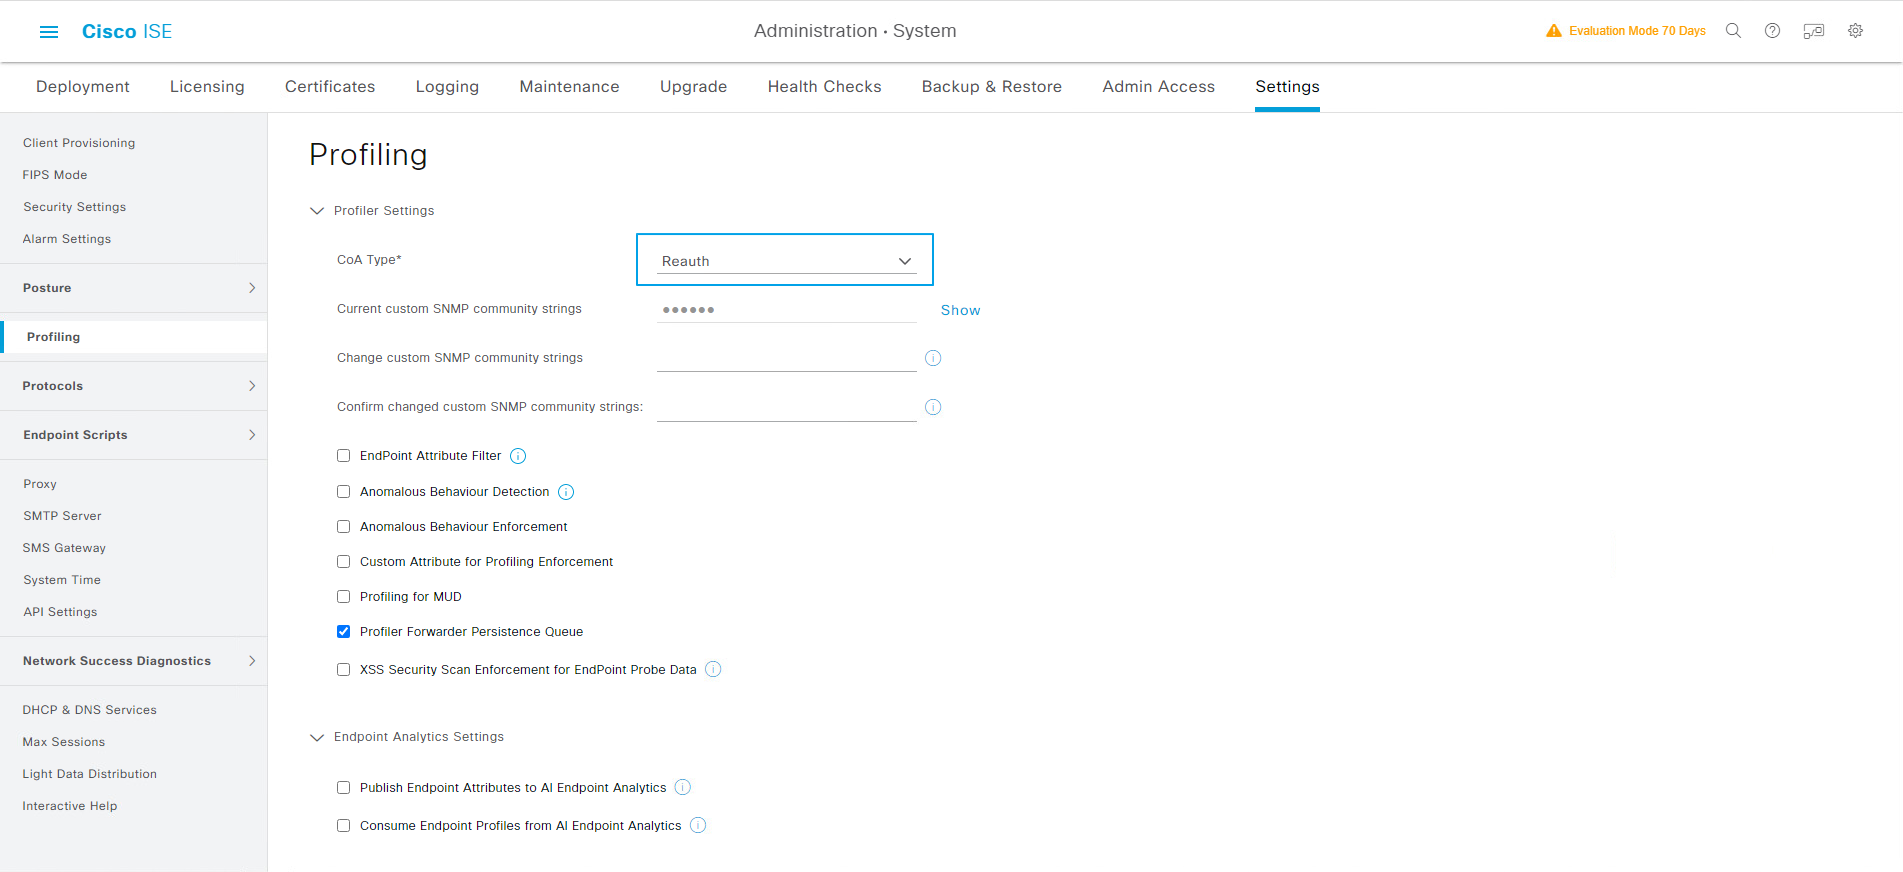 Cisco ISE
Administration · System
Evaluation Mode 70 Days
Deployment
Licensing
Certificates
Logging
Maintenance
Upgrade
Health Checks
Backup & Restore
Admin Access
Settings
Client Provisioning
FIPS Mode
Security Settings
Alarm Settings
Posture
Profiling
Protocols
Endpoint Scripts
Proxy
SMTP Server
SMS Gateway
System Time
API Settings
Network Success Diagnostics
DHCP & DNS Services
Max Sessions
Light Data Distribution
Interactive Help
Profiling
Profiler Settings
CoA Type*
Reauth
Current custom SNMP community strings
••••••
Show
Change custom SNMP community strings
Confirm changed custom SNMP community strings:
EndPoint Attribute Filter
Anomalous Behaviour Detection
Anomalous Behaviour Enforcement
Custom Attribute for Profiling Enforcement
Profiling for MUD
Profiler Forwarder Persistence Queue
XSS Security Scan Enforcement for EndPoint Probe Data
Endpoint Analytics Settings
Publish Endpoint Attributes to AI Endpoint Analytics
Consume Endpoint Profiles from AI Endpoint Analytics